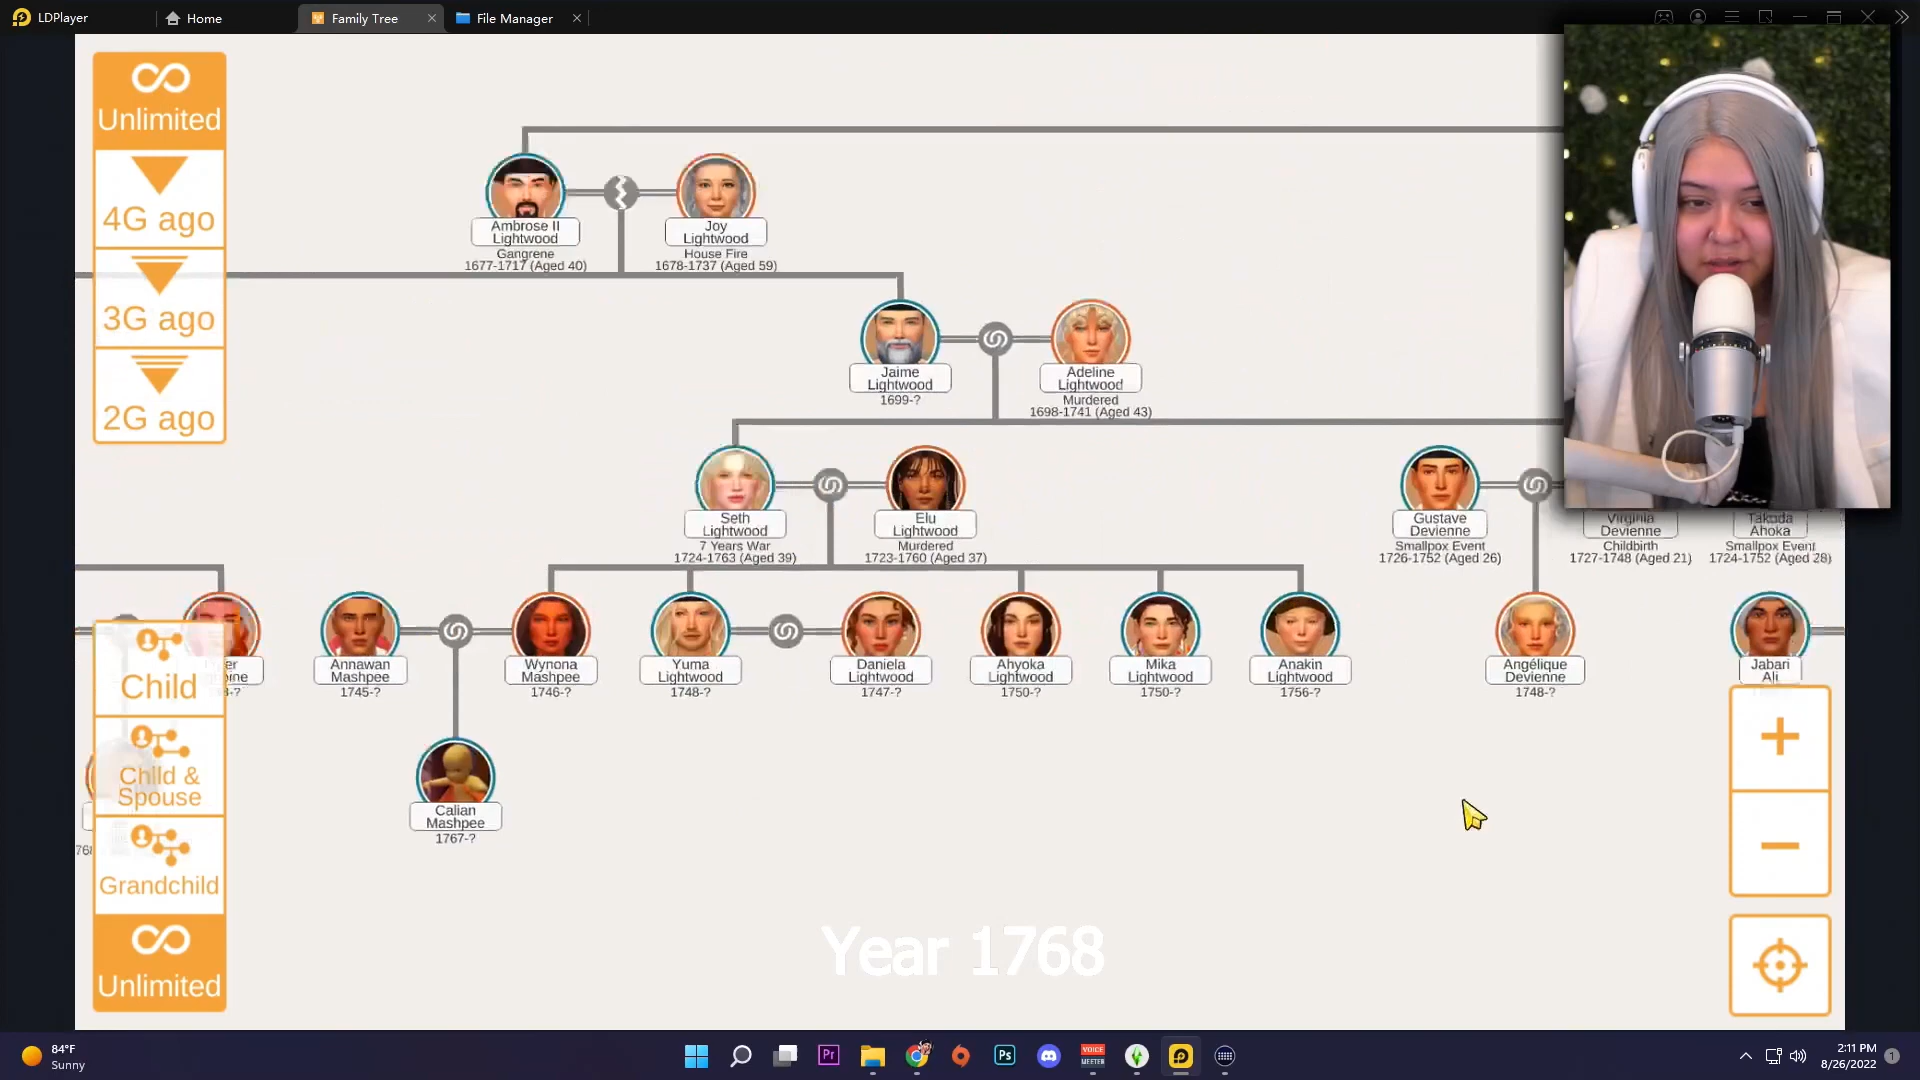 LDPlayer
Home
Family Tree
File Manager
Unlimited
4G ago
3G ago
2G ago
Ambrose II
Lightwood
Gangrene
1677-1717 (Aged 40)
Joy
Lightwood
House Fire
1678-1737 (Aged 59)
Jaime
Lightwood
1699-?
Adeline
Lightwood
Murdered
1698-1741 (Aged 43)
Seth
Lightwood
7 Years War
1724-1763 (Aged 39)
Elu
Lightwood
Murdered
1723-1760 (Aged 37)
Gustave
Devienne
Smallpox Event
1726-1752 (Aged 26)
Virginia
Devienne
Childbirth
1727-1748 (Aged 21)
Takoda
Ahoka
Smallpox Event
1724-1752 (Aged 28)
Annawan
Mashpee
1745-?
Wynona
Mashpee
1746-?
Yuma
Lightwood
1748-?
Daniela
Lightwood
1747-?
Ahyoka
Lightwood
1750-?
Mika
Lightwood
1750-?
Anakin
Lightwood
1756-?
Angélique
Devienne
1748-?
Jabari
Ali
Calian
Mashpee
1767-?
Child
Child &
Spouse
Grandchild
Unlimited
Year 1768
84°F
Sunny
Pr
VOICE
MEETER
Ps
2:11 PM
8/26/2022
1